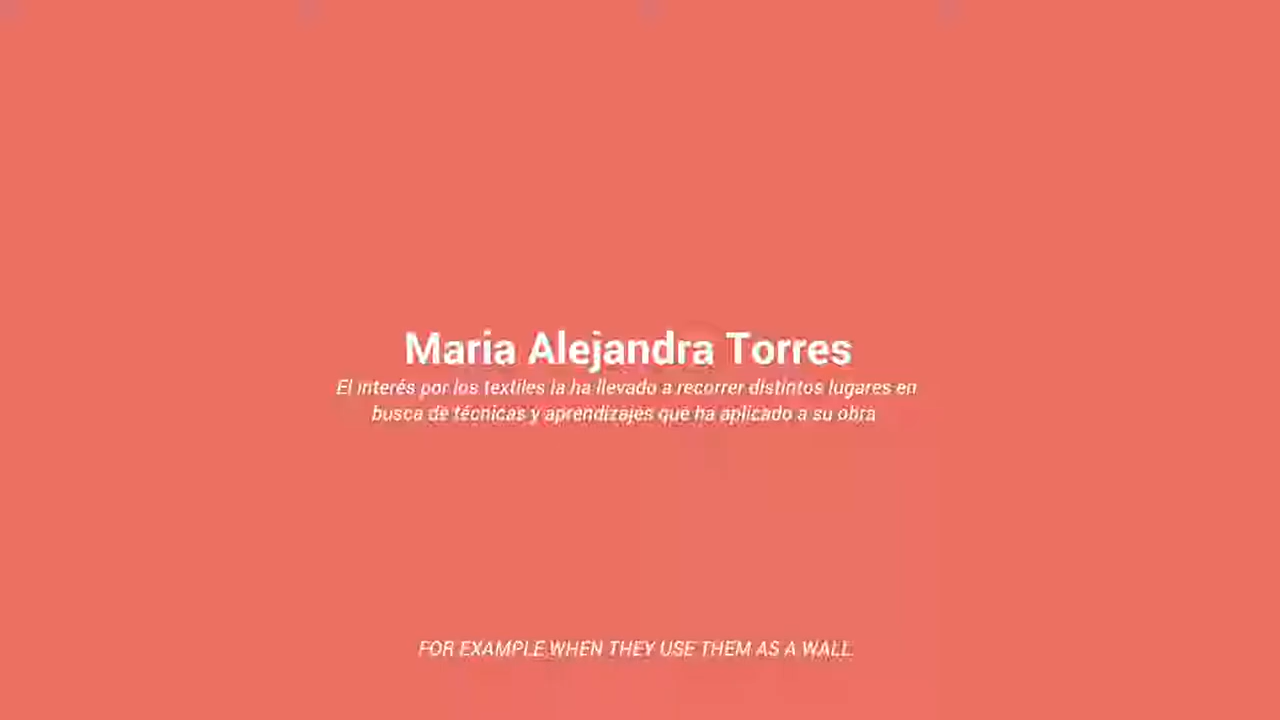 Maria Alejandra Torres
El interés por los textiles la ha llevado a recorrer distintos lugares en
busca de técnicas y aprendizajes que ha aplicado a su obra
FOR EXAMPLE WHEN THEY USE THEM AS A WALL.